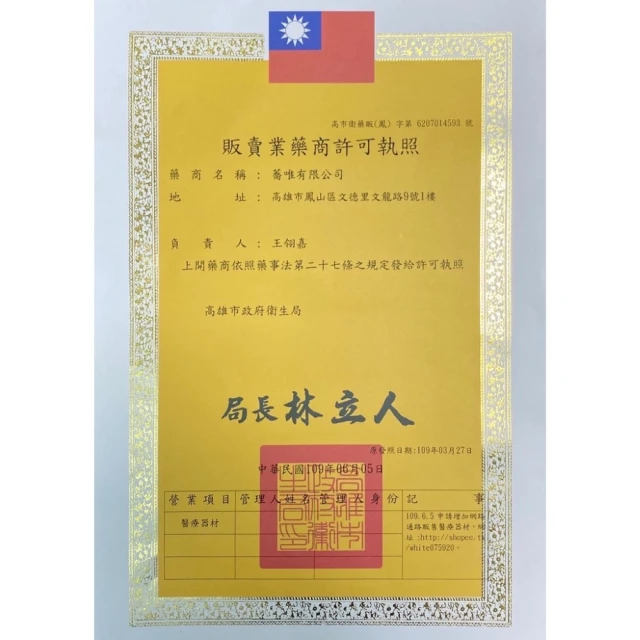 高市衛藥販(鳳) 字第 6207014593 號
販賣業藥商許可執照
藥商名稱：蕎唯有限公司
地址：高雄市鳳山區文德里文龍路9號1樓
負責人：王翎嘉
上開藥商依照藥事法第二十七條之規定發給許可執照
高雄市政府衛生局
局長林立人
原發照日期:109年03月27日
中華民國109年06月05日
營業項目 管理人姓名 管理人身份 記事
醫療器材
109.6.5申請增加網路
通路販售醫療器材，網
址:http://shopee.t
/white075920。